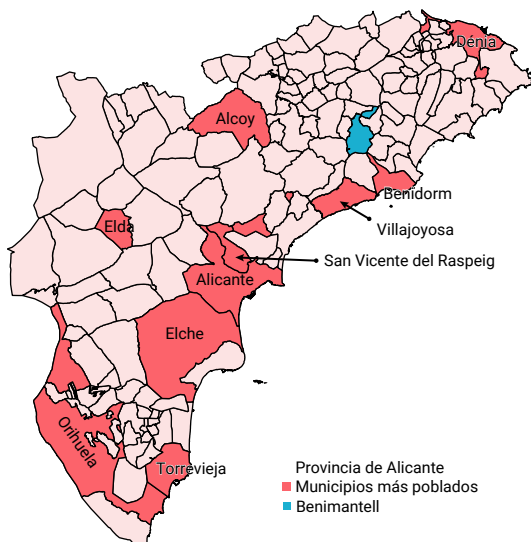 Dénia
Alcoy
Benidorm
Elda
Villajoyosa
San Vicente del Raspeig
Alicante
Elche
Orihuela
Torrevieja
Provincia de Alicante
Municipios más poblados
Benimantell